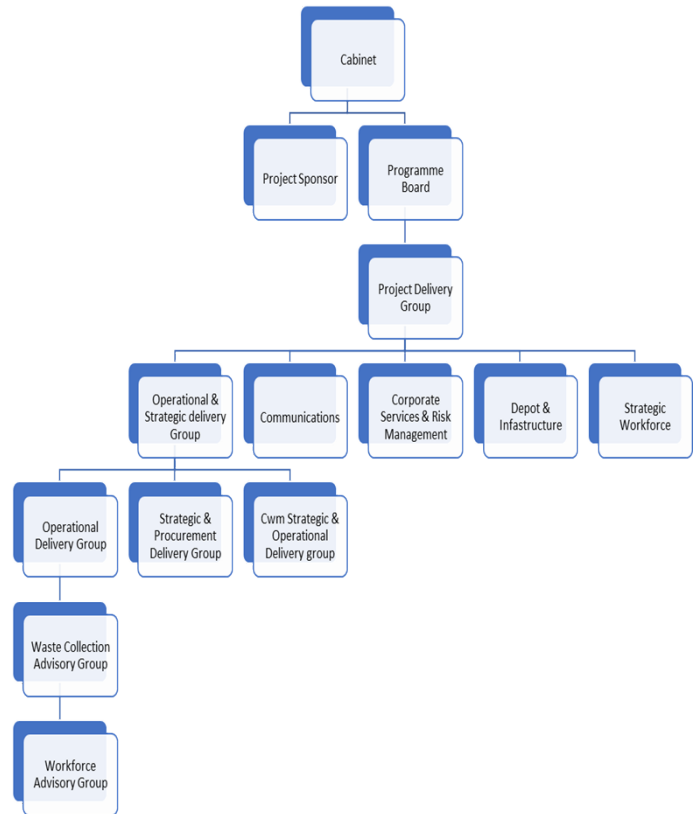 Cabinet
Project Sponsor
Programme
Board
Project Delivery
Group
Operational &
Strategic delivery
Group
Communications
Corporate
Services & Risk
Management
Depot &
Infastructure
Strategic
Workforce
Operational
Delivery Group
Strategic &
Procurement
Delivery Group
Cwm Strategic &
Operational
Delivery group
Waste Collection
Advisory Group
Workforce
Advisory Group